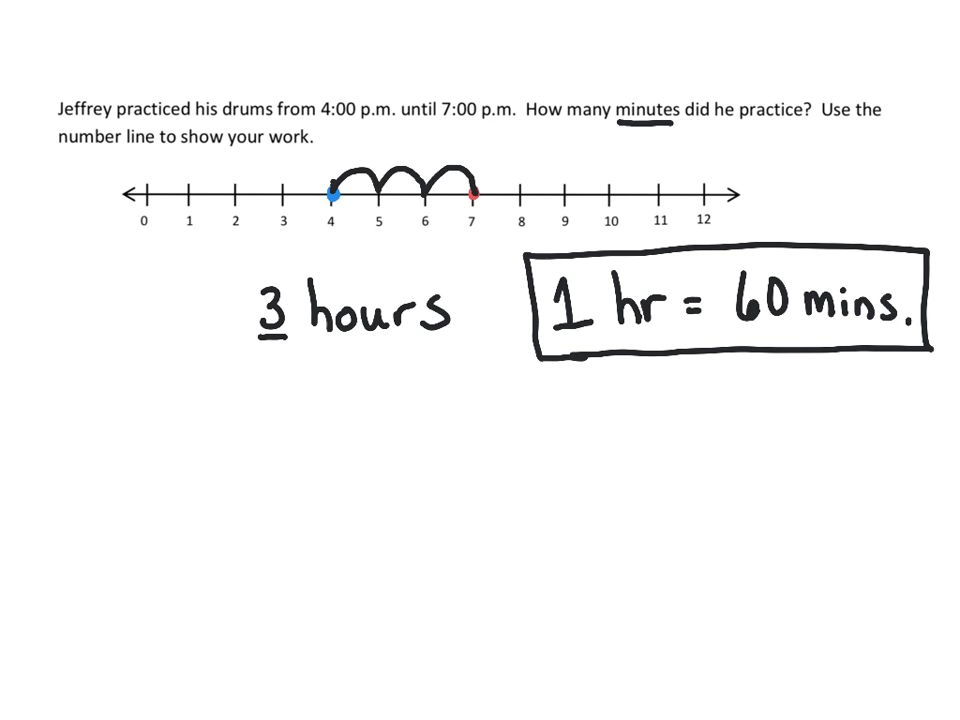 Jeffrey practiced his drums from 4:00 p.m. until 7:00 p.m.  How many minutes did he practice?  Use the
number line to show your work.
0 1 2 3 4 5 6 7 8 9 10 11 12
3 hours
1 hr = 60 mins.